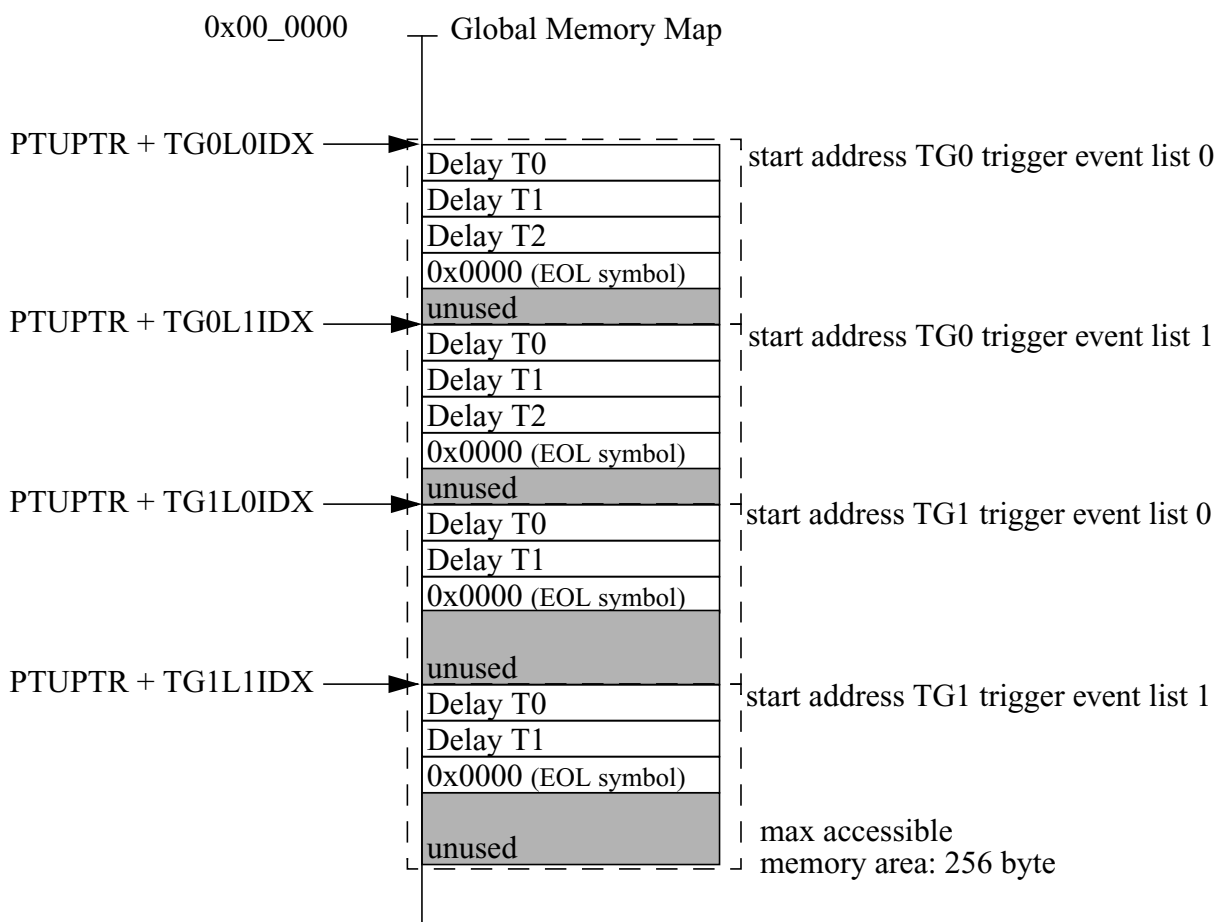 0x00_0000
Global Memory Map
PTUPTR + TG0L0IDX
start address TG0 trigger event list 0
Delay T0
Delay T1
Delay T2
0x0000 (EOL symbol)
unused
PTUPTR + TG0L1IDX
start address TG0 trigger event list 1
Delay T0
Delay T1
Delay T2
0x0000 (EOL symbol)
unused
PTUPTR + TG1L0IDX
start address TG1 trigger event list 0
Delay T0
Delay T1
0x0000 (EOL symbol)
unused
PTUPTR + TG1L1IDX
start address TG1 trigger event list 1
Delay T0
Delay T1
0x0000 (EOL symbol)
unused
max accessible
memory area: 256 byte